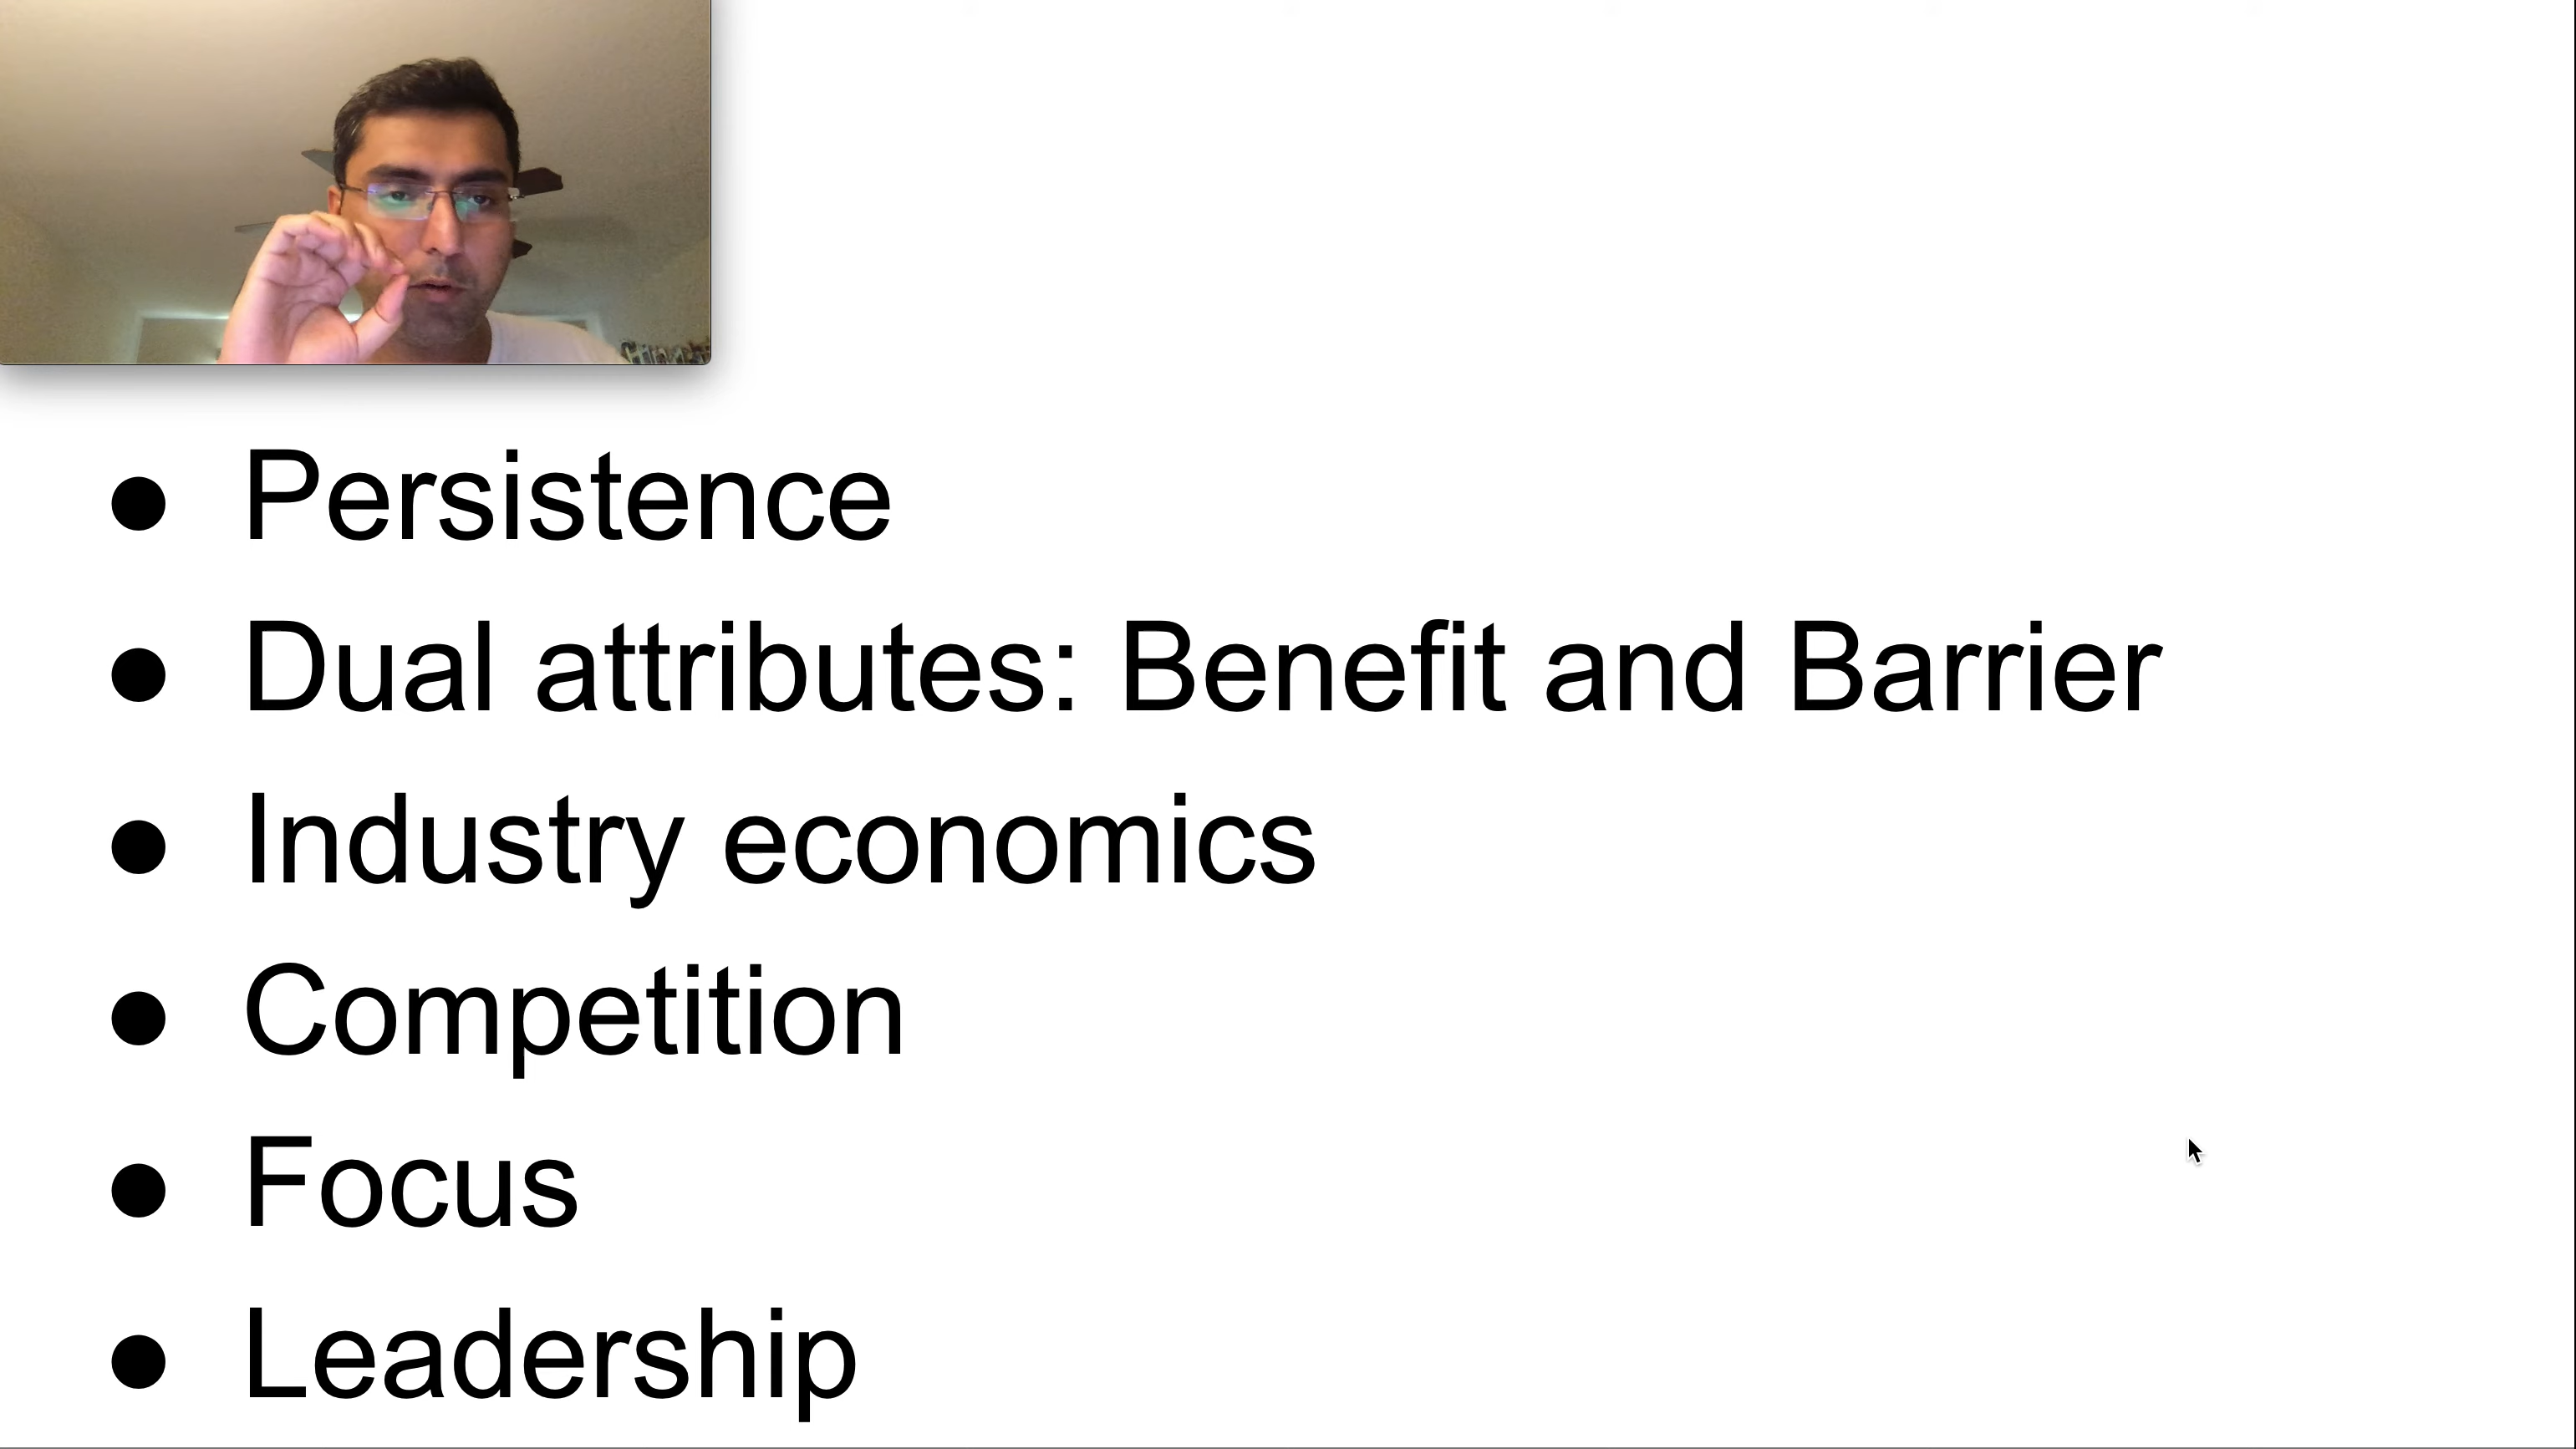 ● Persistence
● Dual attributes: Benefit and Barrier
● Industry economics
● Competition
● Focus
● Leadership